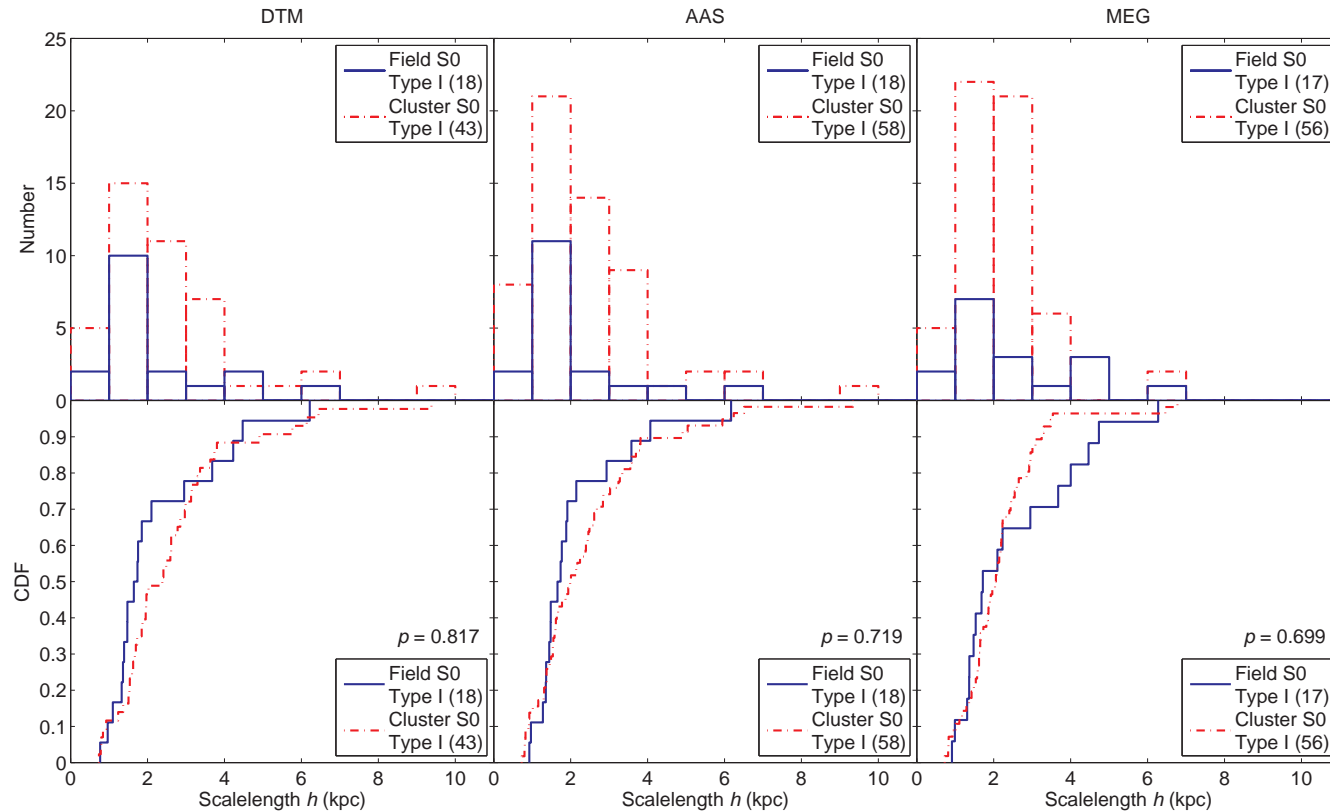 DTM AAS MEG
25
20
15
10
5
0
Number
Field S0
Type I (18)
Cluster S0
Type I (43)
Field S0
Type I (18)
Cluster S0
Type I (58)
Field S0
Type I (17)
Cluster S0
Type I (56)
0.9
0.8
0.7
0.6
0.5
0.4
0.3
0.2
0.1
0
CDF
p = 0.817
Field S0
Type I (18)
Cluster S0
Type I (43)
p = 0.719
Field S0
Type I (18)
Cluster S0
Type I (58)
p = 0.699
Field S0
Type I (17)
Cluster S0
Type I (56)
0 2 4 6 8 10
0 2 4 6 8 10
0 2 4 6 8 10
Scalelength h (kpc)
Scalelength h (kpc)
Scalelength h (kpc)